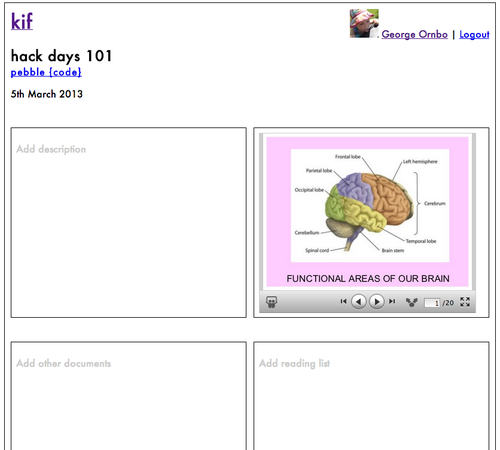 kif
George Ornbo | Logout
hack days 101
pebble {code}
5th March 2013
Add description
Frontal lobe
Left hemisphere
Parietal lobe
Occipital lobe
Cerebrum
Cerebellum
Temporal lobe
Spinal cord
Brain stem
FUNCTIONAL AREAS OF OUR BRAIN
1 /20
Add other documents
Add reading list